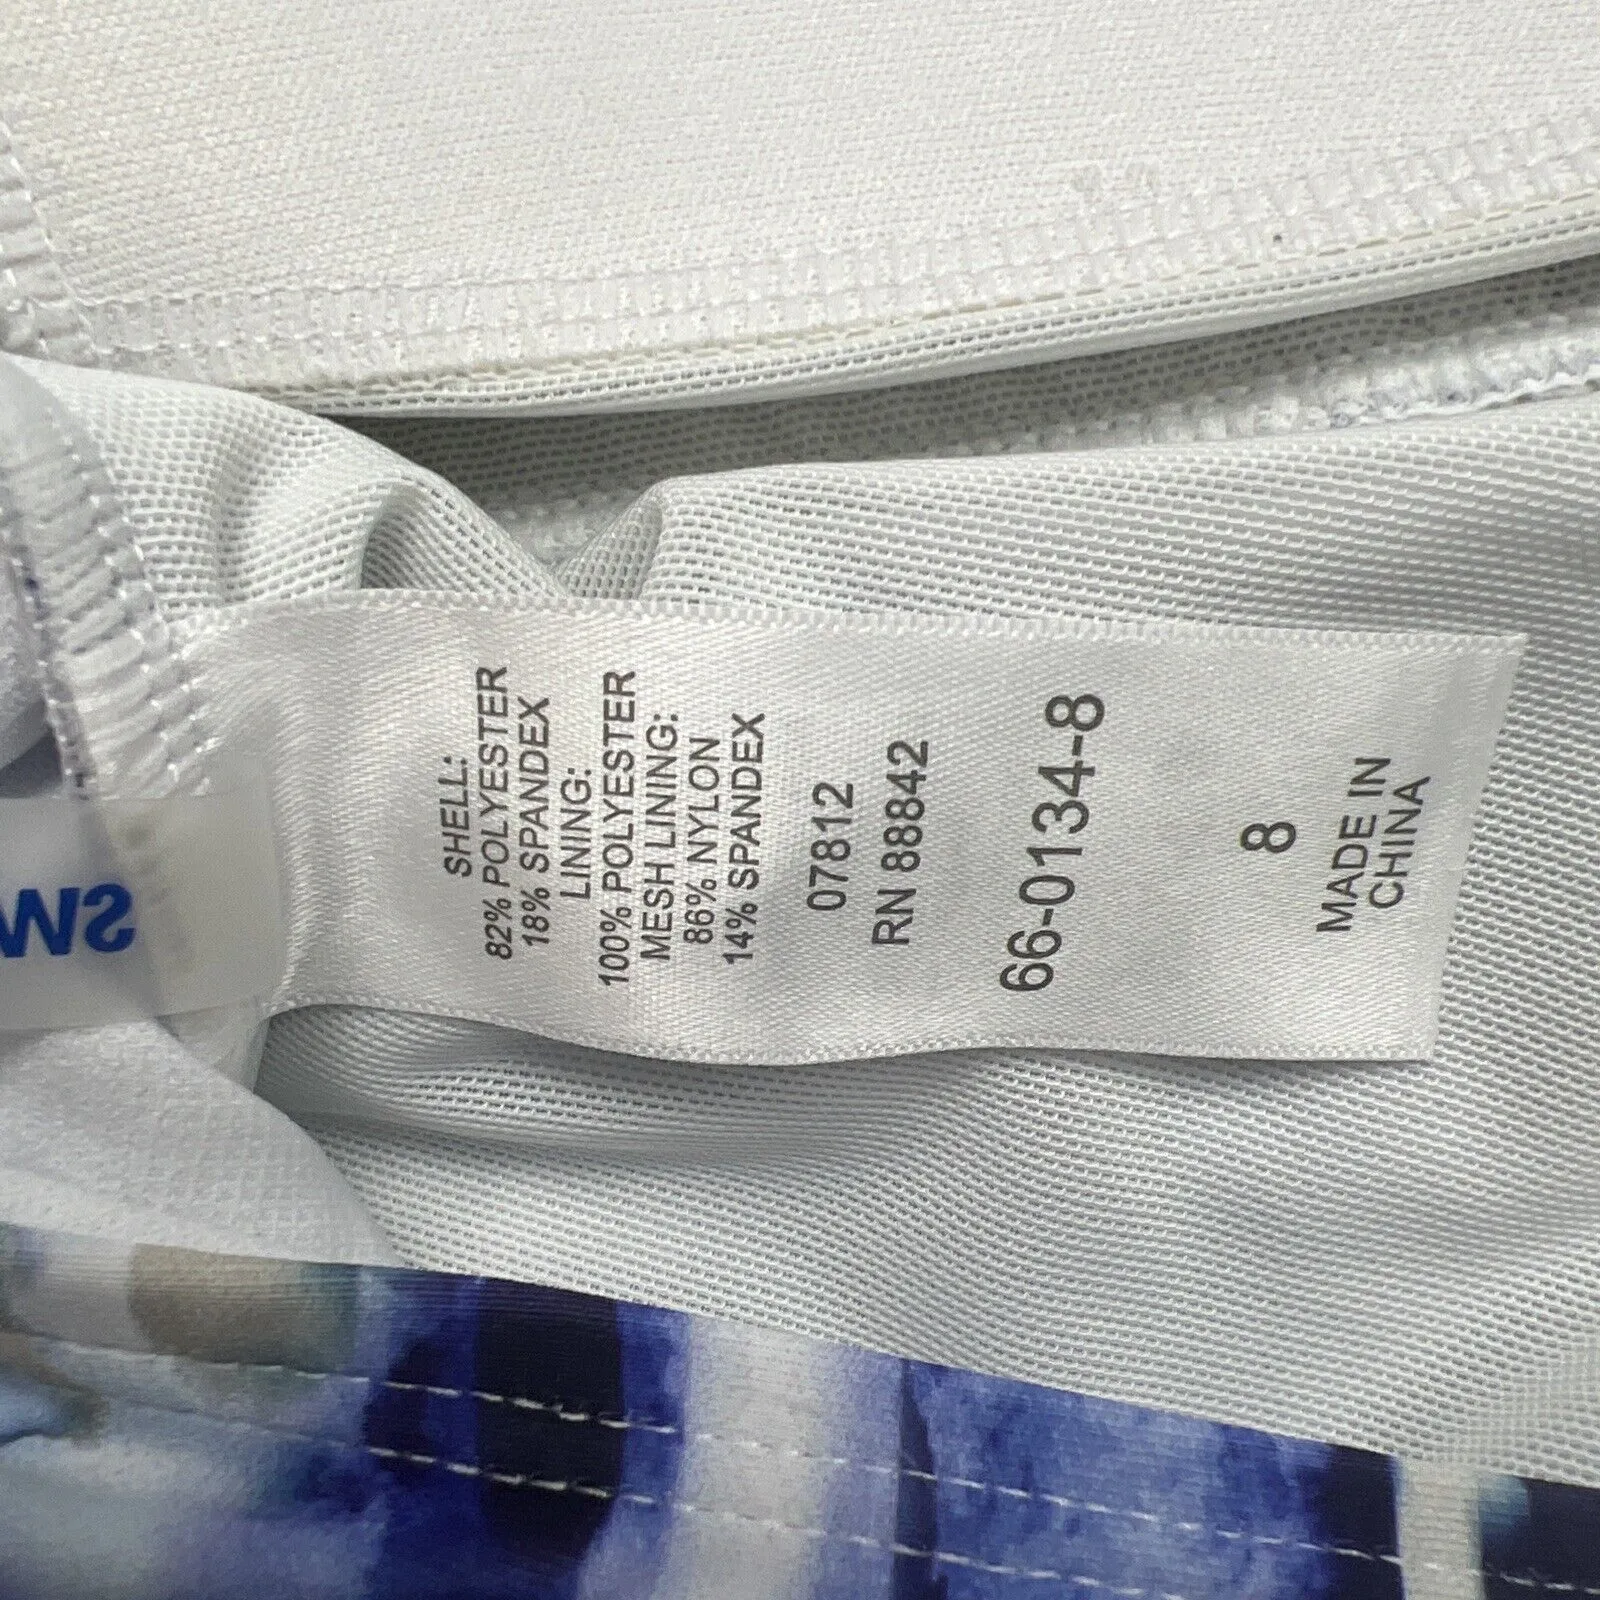 SHELL:
82% POLYESTER
18% SPANDEX
LINING:
100% POLYESTER
MESH LINING:
86% NYLON
14% SPANDEX
07812
RN 88842
66-0134-8
8
MADE IN
CHINA
SW